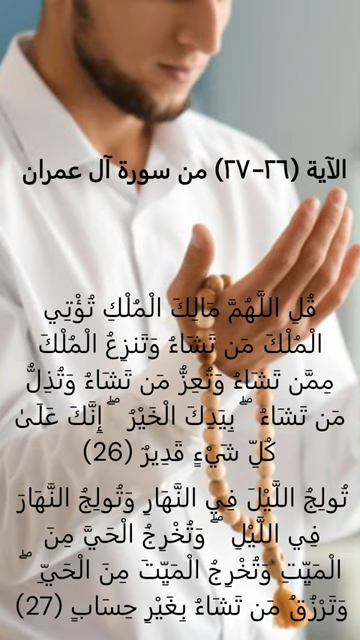 الآية (٢٦-٢٧) من سورة آل عمران
قُلِ اللَّهُمَّ مَالِكَ الْمُلْكِ تُؤْتِي
الْمُلْكَ مَن تَشَاءُ وَتَنزِعُ الْمُلْكَ
مِمَّن تَشَاءُ وَتُعِزُّ مَن تَشَاءُ وَتُذِلُّ
مَن تَشَاءُ ۖ بِيَدِكَ الْخَيْرُ ۖ إِنَّكَ عَلَىٰ
كُلِّ شَيْءٍ قَدِيرٌ (26)
تُولِجُ اللَّيْلَ فِي النَّهَارِ وَتُولِجُ النَّهَارَ
فِي اللَّيْلِ ۖ وَتُخْرِجُ الْحَيَّ مِنَ
الْمَيِّتِ وَتُخْرِجُ الْمَيِّتَ مِنَ الْحَيِّ ۖ
وَتَرْزُقُ مَن تَشَاءُ بِغَيْرِ حِسَابٍ (27)